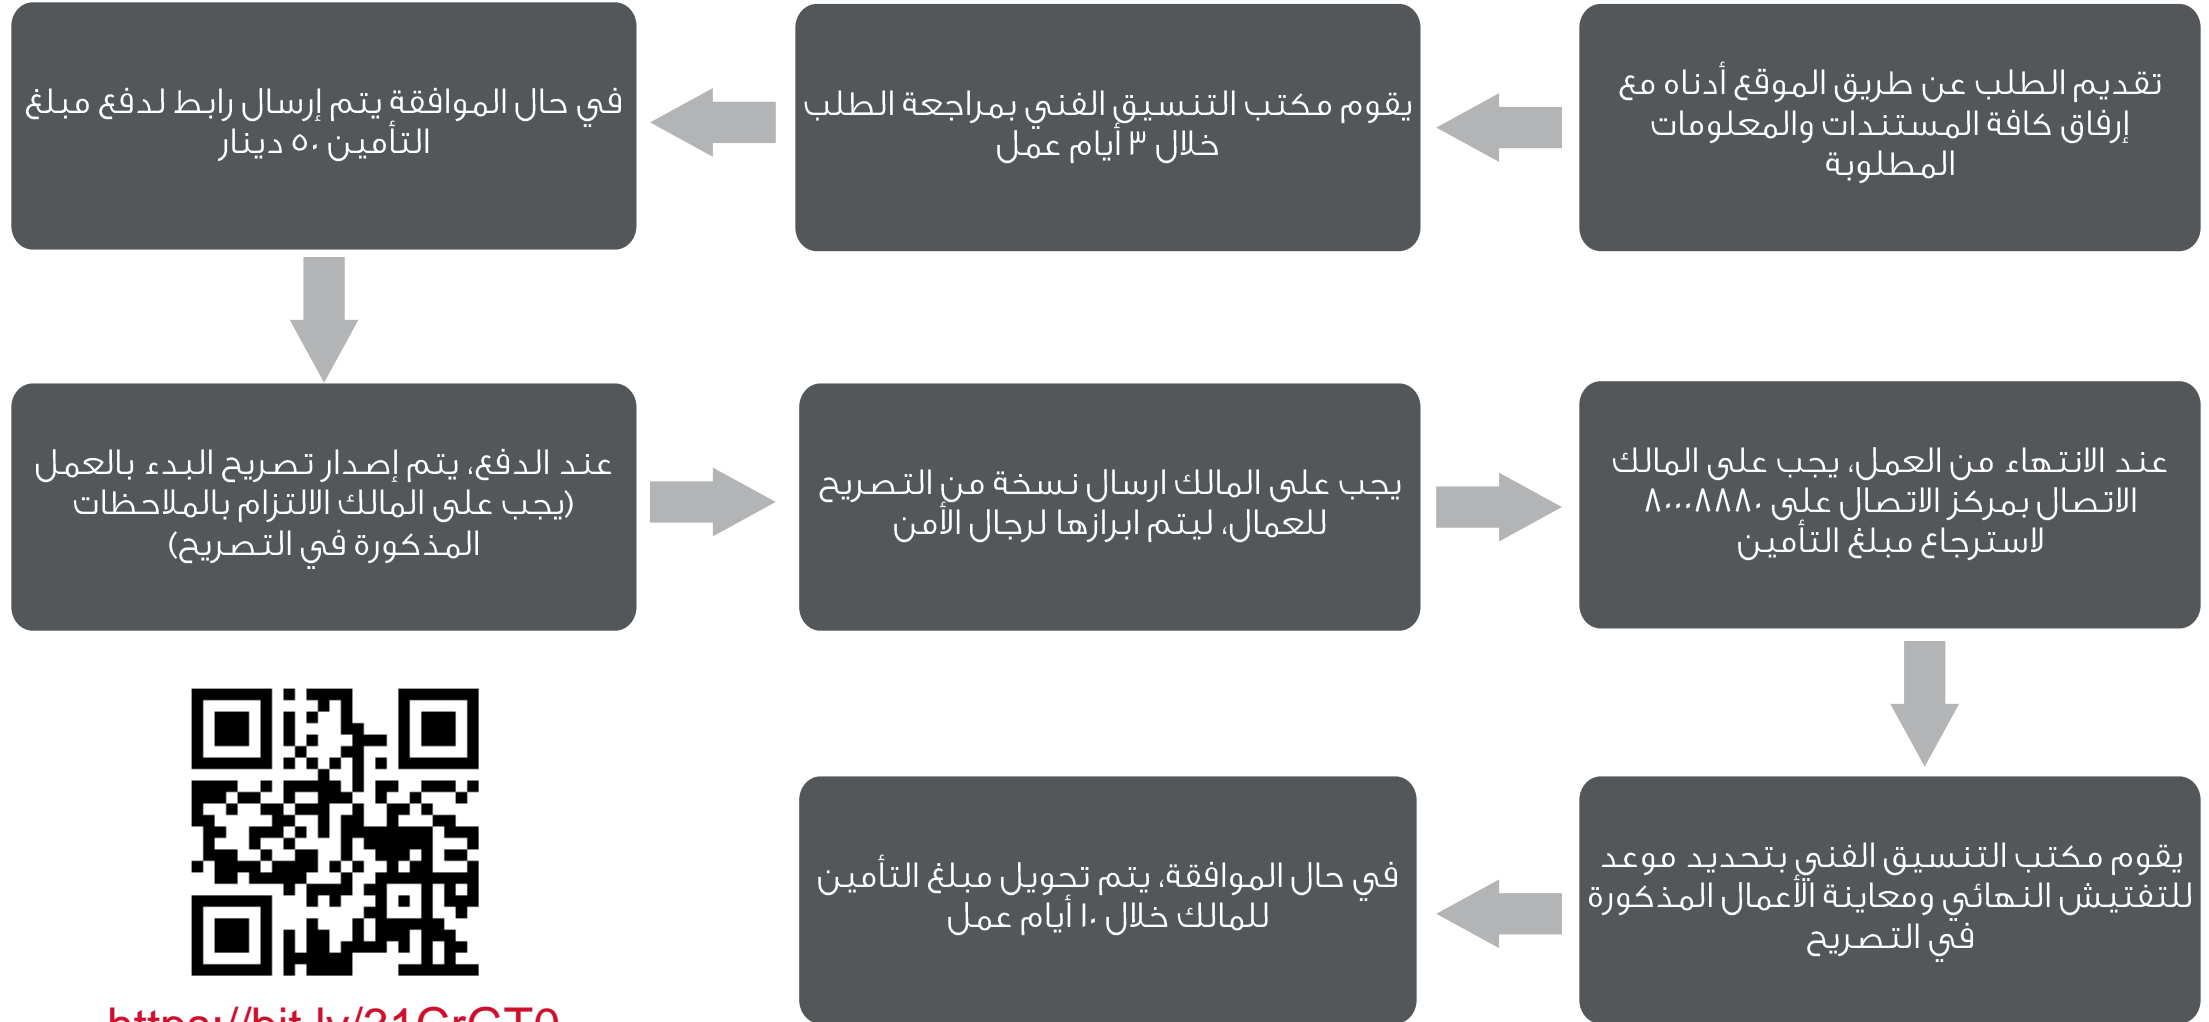 تقديم الطلب عن طريق الموقع أدناه مع
إرفاق كافة المستندات والمعلومات
المطلوبة
يقوم مكتب التنسيق الفني بمراجعة الطلب
خلال ٣ أيام عمل
في حال الموافقة يتم إرسال رابط لدفع مبلغ
التأمين ٥٠ دينار
عند الدفع، يتم إصدار تصريح البدء بالعمل
(يجب على المالك الالتزام بالملاحظات
المذكورة في التصريح)
يجب على المالك ارسال نسخة من التصريح
للعمال، ليتم ابرازها لرجال الأمن
عند الانتهاء من العمل، يجب على المالك
الاتصال بمركز الاتصال على ٨٠٠٠٨٨٨٠
لاسترجاع مبلغ التأمين
يقوم مكتب التنسيق الفني بتحديد موعد
للتفتيش النهائي ومعاينة الأعمال المذكورة
في التصريح
في حال الموافقة، يتم تحويل مبلغ التأمين
للمالك خلال ١٠ أيام عمل